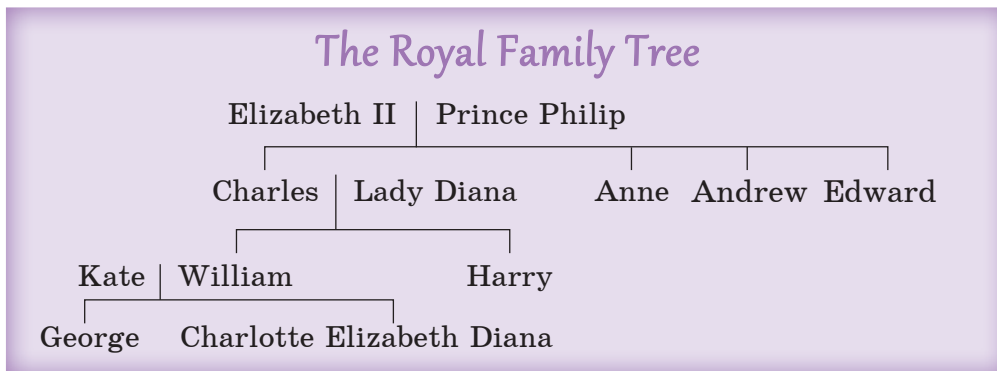 The Royal Family Tree
Elizabeth II Prince Philip
Charles Lady Diana Anne Andrew Edward
Kate William Harry
George Charlotte Elizabeth Diana